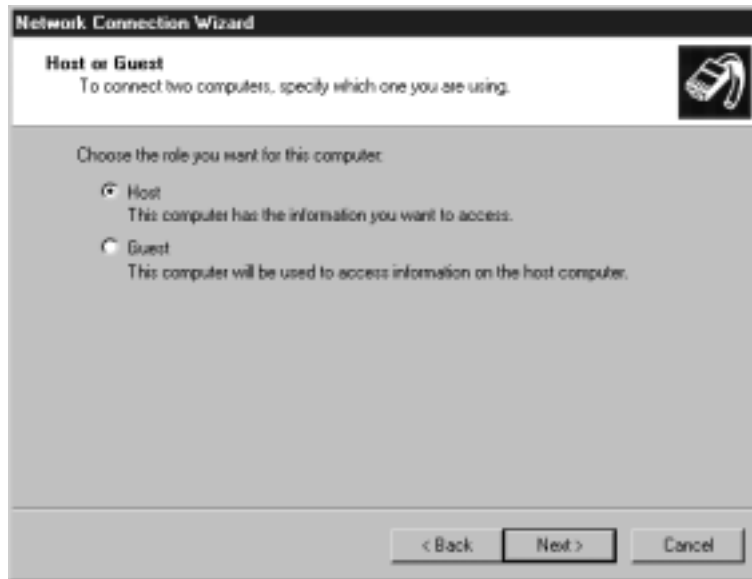 Network Connection Wizard
Host or Guest
To connect two computers, specify which one you are using.
Choose the role you want for this computer:
Host
This computer has the information you want to access.
Guest
This computer will be used to access information on the host computer.
< Back
Next >
Cancel